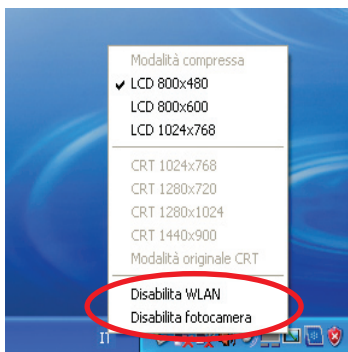 Modalità compressa
LCD 800x480
LCD 800x600
LCD 1024x768
CRT 1024x768
CRT 1280x720
CRT 1280x1024
CRT 1440x900
Modalità originale CRT
Disabilita WLAN
Disabilita fotocamera
IT